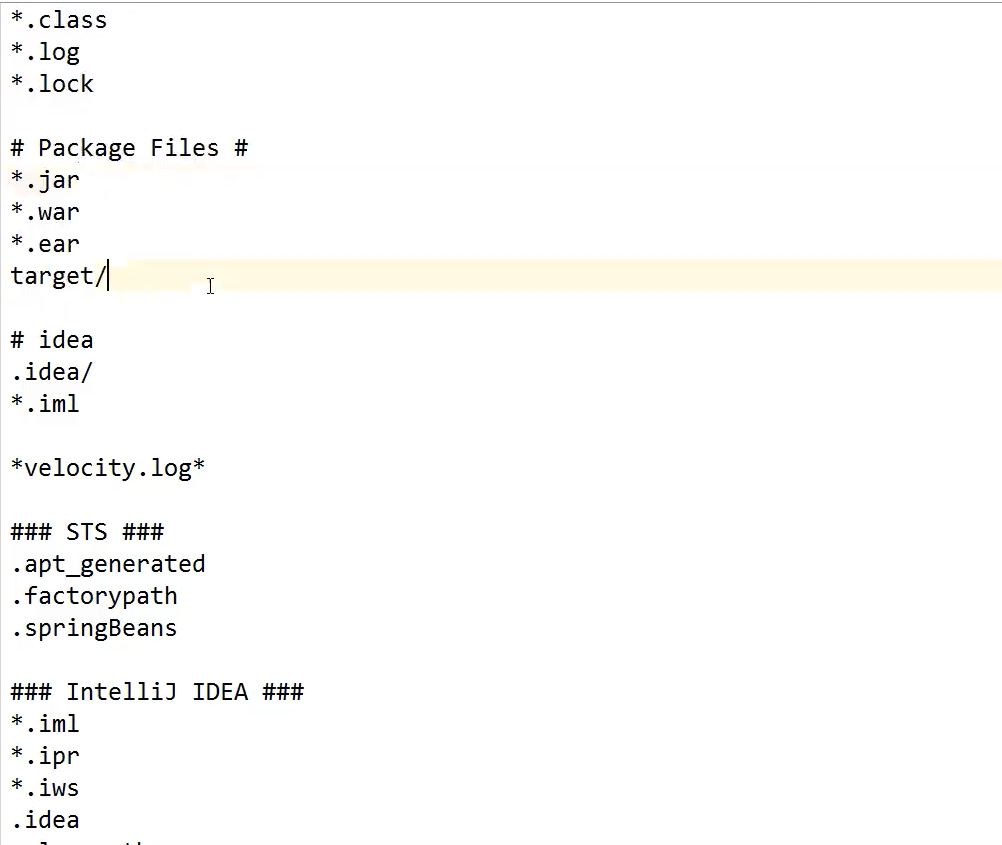 *.class
*.log
*.lock
# Package Files #
*.jar
*.war
*.ear
target/
# idea
.idea/
*.iml
*velocity.log*
### STS ###
.apt_generated
.factorypath
.springBeans
### IntelliJ IDEA ###
*.iml
*.ipr
*.iws
.idea